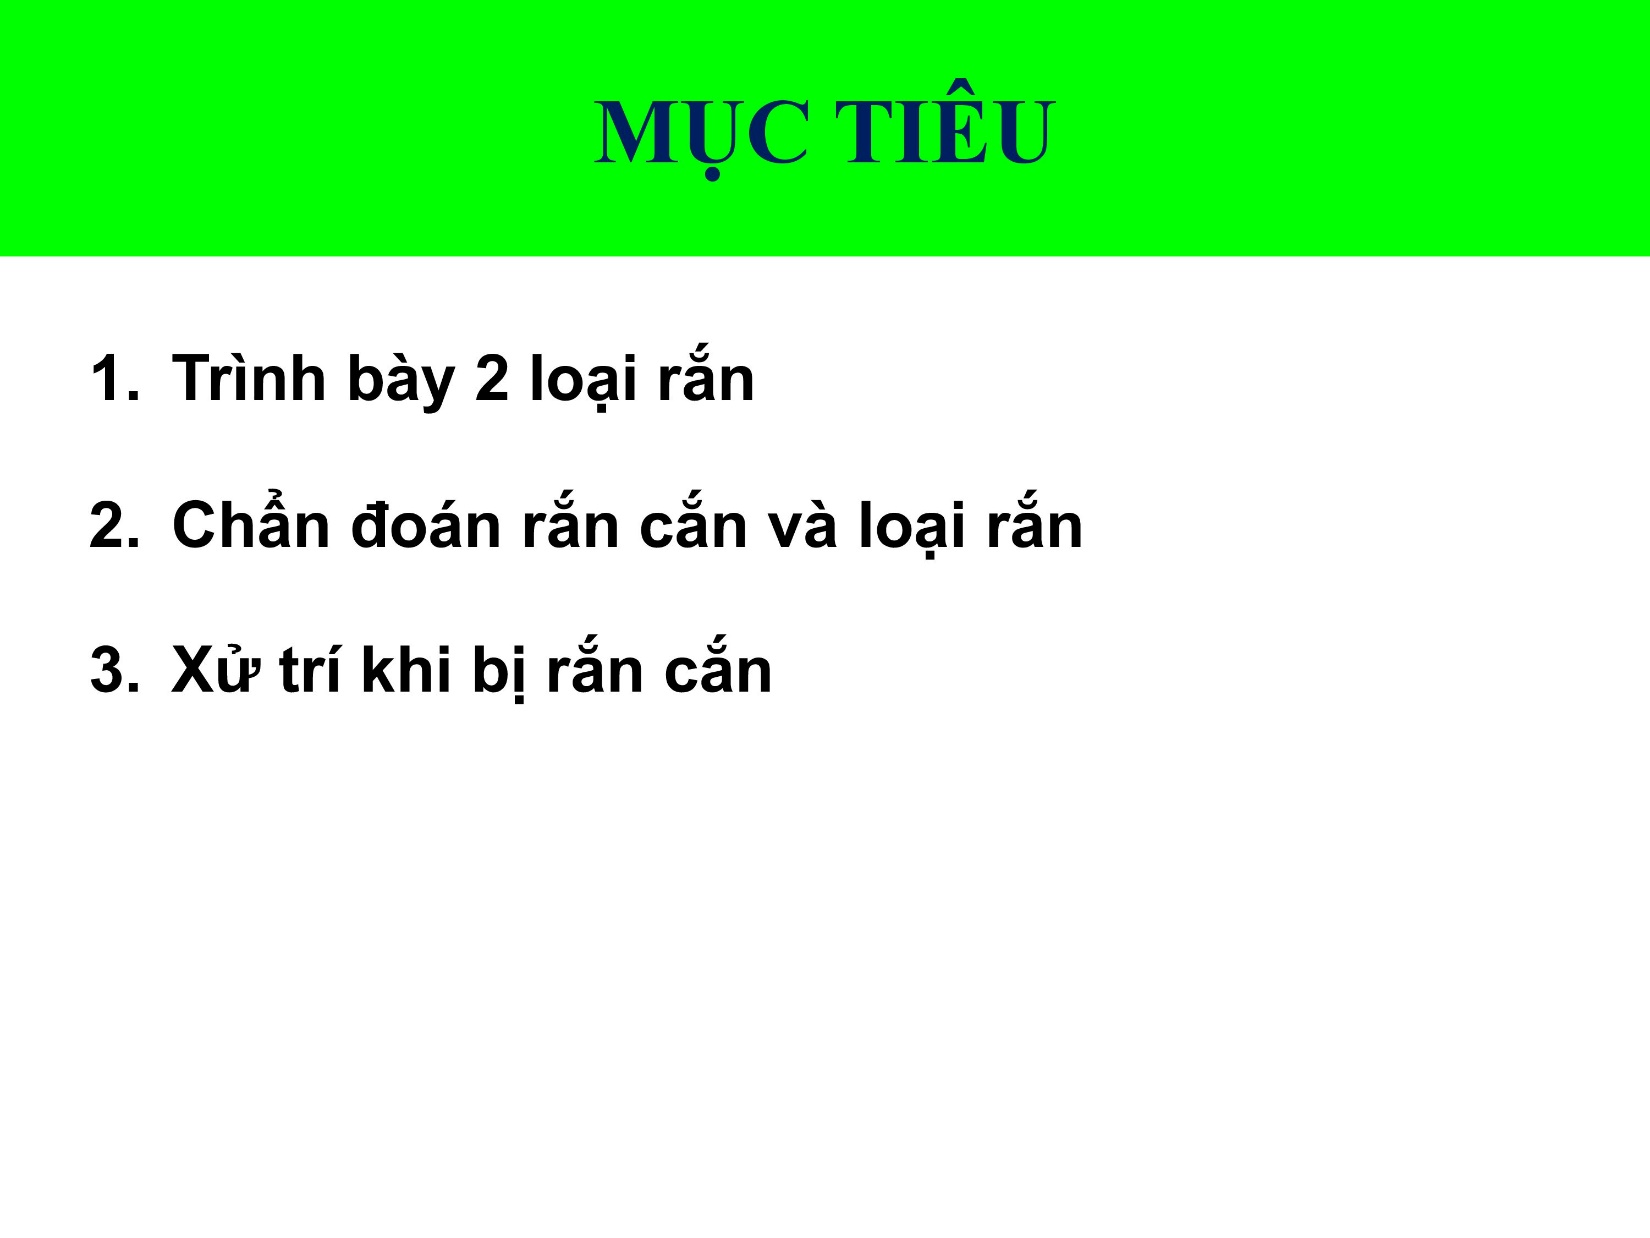 MỤC TIÊU
1. Trình bày 2 loại rắn
2. Chẩn đoán rắn cắn và loại rắn
3. Xử trí khi bị rắn cắn